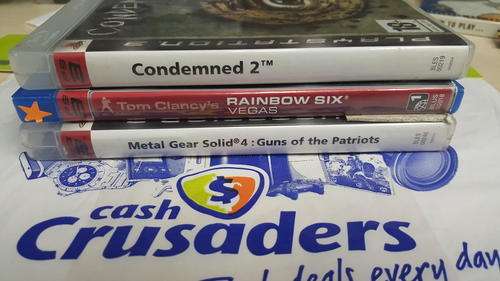 PLAYSTATION 3
Condemned 2™
Tom Clancy's RAINBOW SIX®
VEGAS
Metal Gear Solid®4 : Guns of the Patriots
cash
Crusaders
deals every day